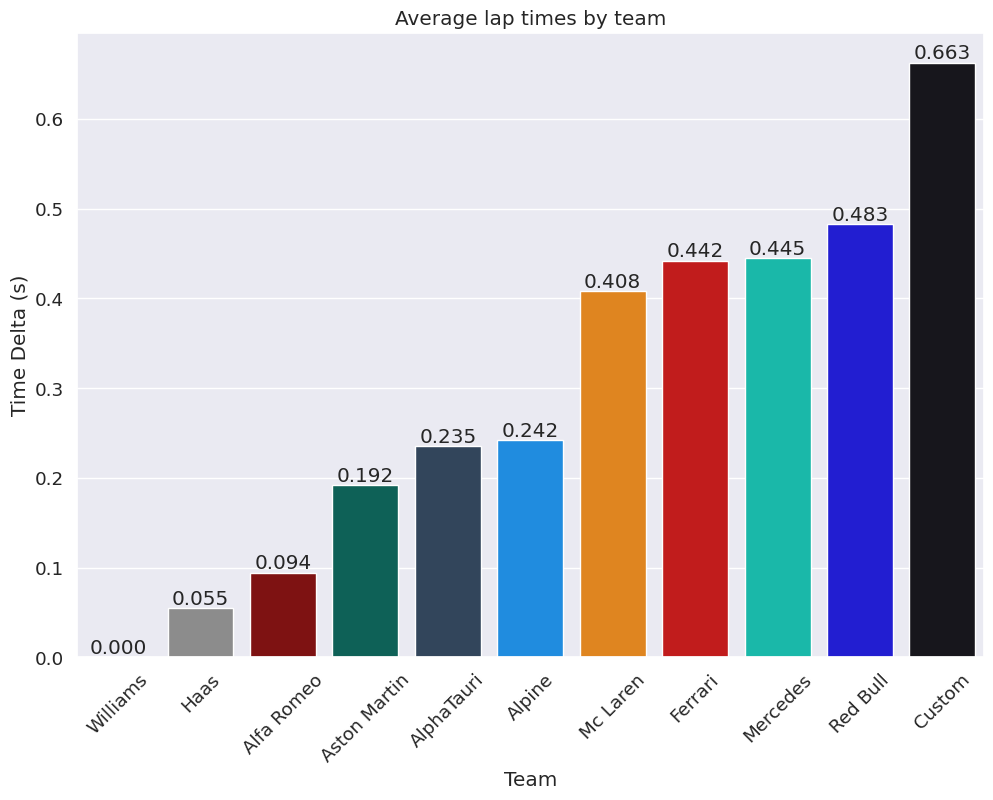 Average lap times by team
0.663
0.6
0.5
0.483
0.445
0.442
0.408
0.4
0.3
0.242
0.235
0.2
0.192
0.1
0.094
0.055
0.000
0.0
Time Delta (s)
Williams
Haas
Alfa Romeo
Aston Martin
AlphaTauri
Alpine
Mc Laren
Ferrari
Mercedes
Red Bull
Custom
Team